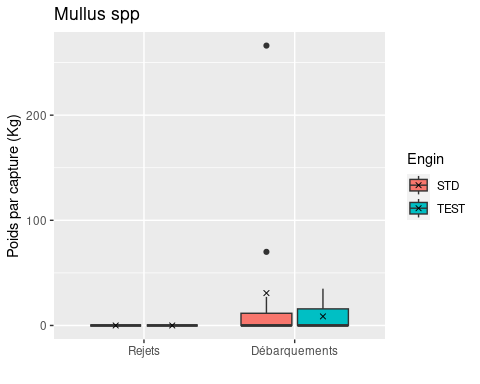 Mullus spp
Poids par capture (Kg)
200
100
0
Rejets
Débarquements
Engin
STD
TEST